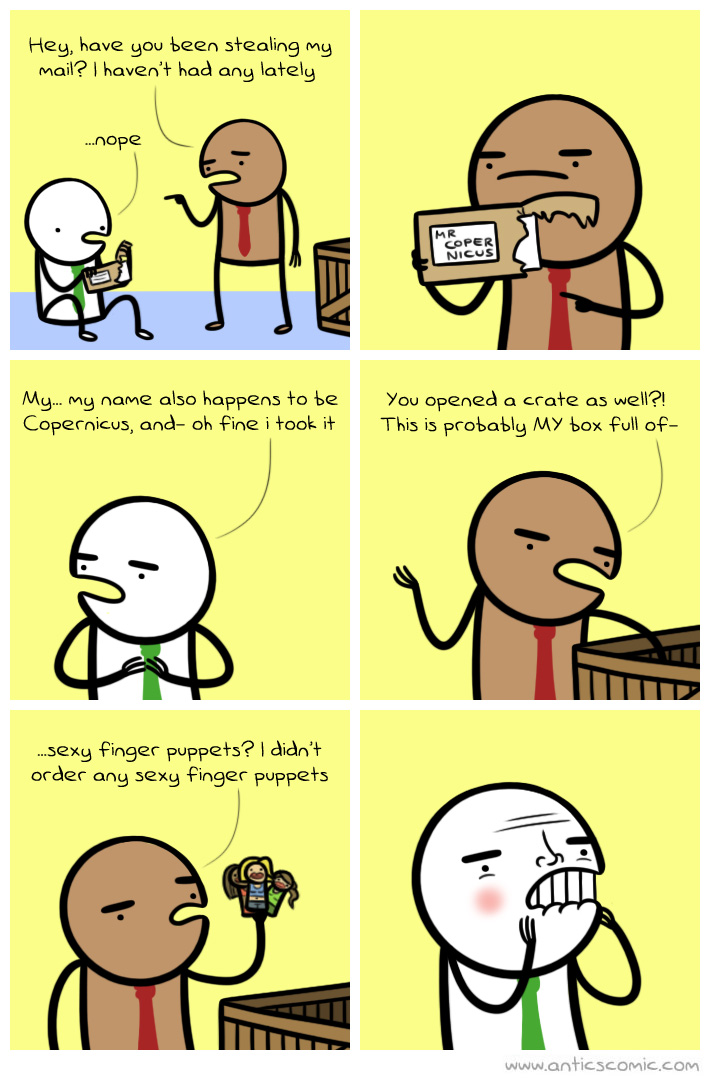 Hey, have you been stealing my
mail? I haven't had any lately
...nope
MR
COPER
NICUS
My... my name also happens to be
Copernicus, and- oh fine i took it
You opened a crate as well?!
This is probably MY box full of-
...sexy finger puppets? I didn't
order any sexy finger puppets
www.anticscomic.com